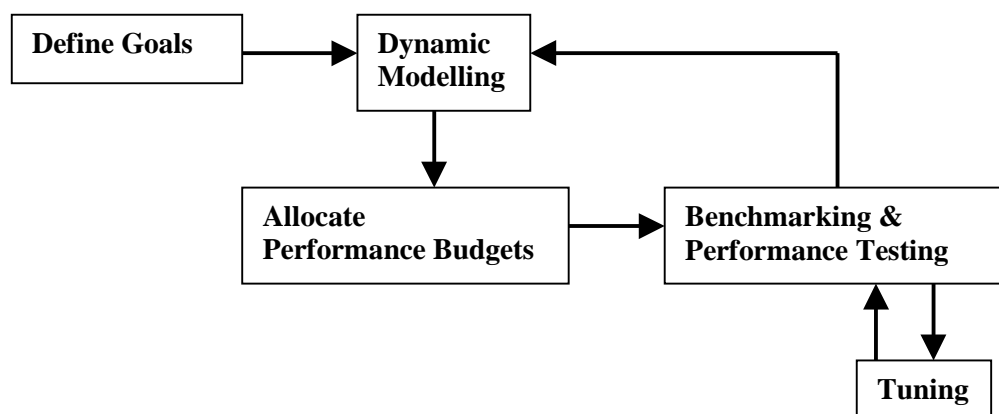 Define Goals
Dynamic
Modelling
Allocate
Performance Budgets
Benchmarking &
Performance Testing
Tuning